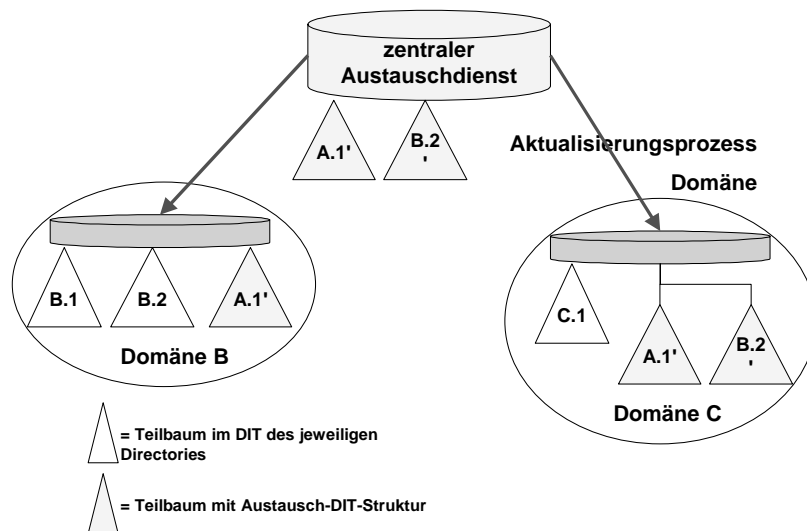 zentraler
Austauschdienst
A.1'
B.2
'
Aktualisierungsprozess
Domäne
B.1
B.2
A.1'
Domäne B
C.1
A.1'
B.2
'
Domäne C
= Teilbaum im DIT des jeweiligen
Directories
= Teilbaum mit Austausch-DIT-Struktur